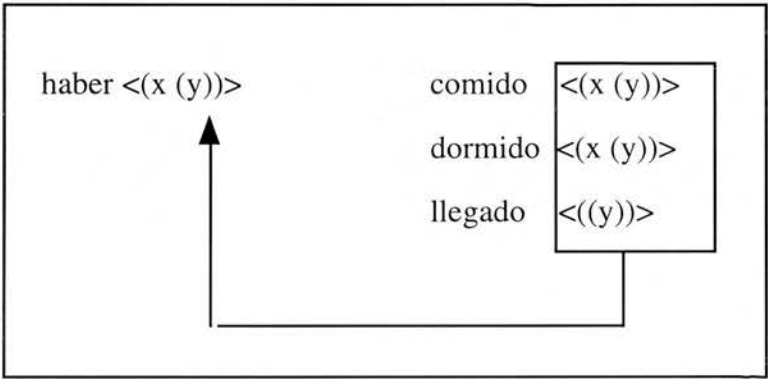 haber <(x (y))> comido <(x (y))>
dormido <(x (y))>
llegado <((y))>